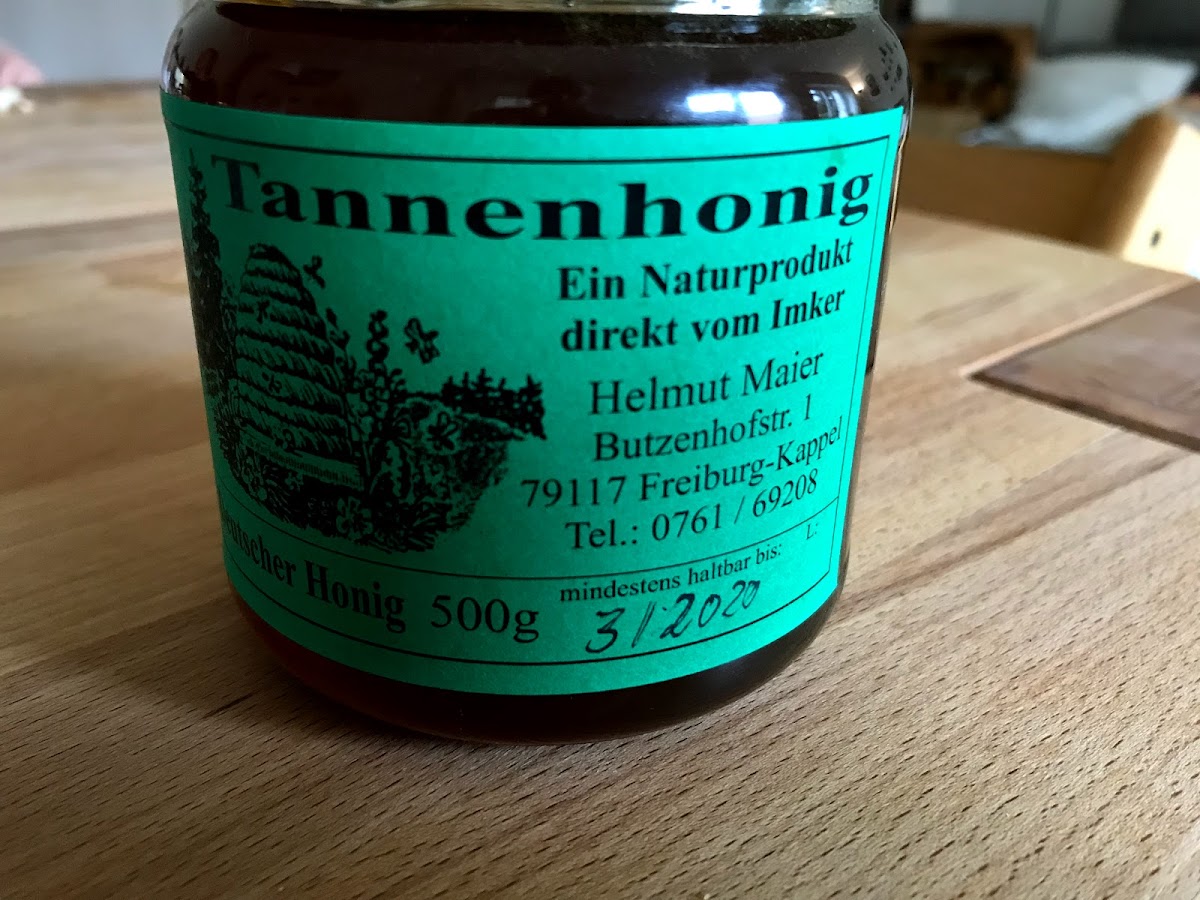 Tannenhonig
Ein Naturprodukt
direkt vom Imker
Helmut Maier
Butzenhofstr. 1
79117 Freiburg-Kappel
Tel.: 0761 / 69208
mindestens haltbar bis: L:
Deutscher Honig 500g
3/2020